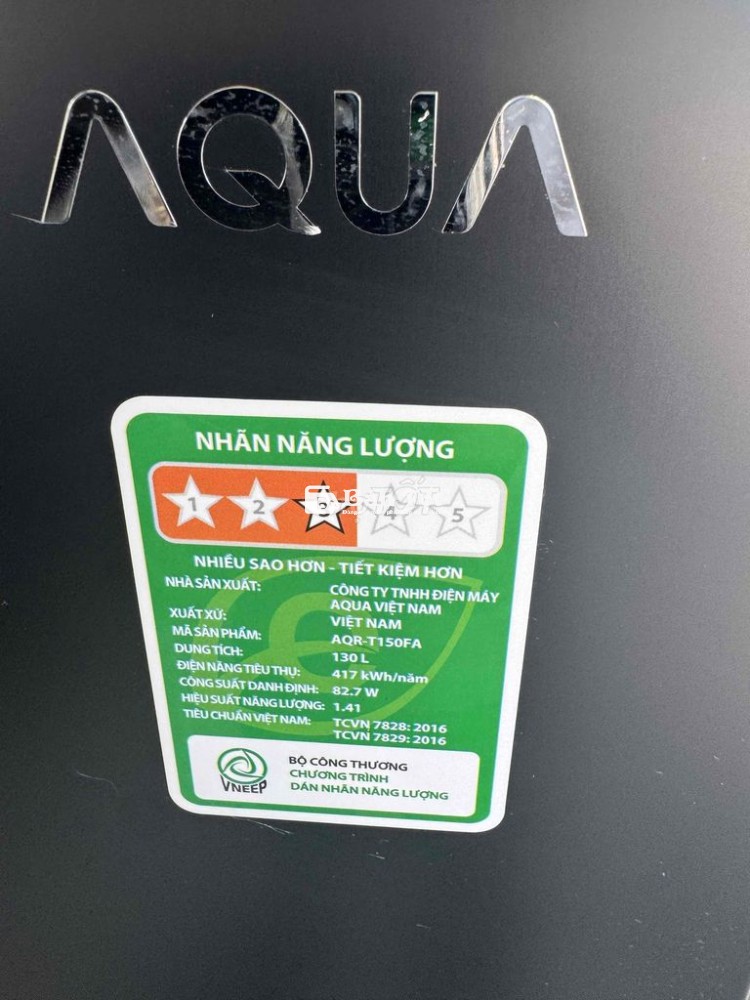 AQUA
NHÃN NĂNG LƯỢNG
1 2 3 4 5
NHIỀU SAO HƠN - TIẾT KIỆM HƠN
NHÀ SẢN XUẤT: CÔNG TY TNHH ĐIỆN MÁY
AQUA VIỆT NAM
XUẤT XỨ: VIỆT NAM
MÃ SẢN PHẨM: AQR-T150FA
DUNG TÍCH: 130 L
ĐIỆN NĂNG TIÊU THỤ: 417 kWh/năm
CÔNG SUẤT DANH ĐỊNH: 82.7 W
HIỆU SUẤT NĂNG LƯỢNG: 1.41
TIÊU CHUẨN VIỆT NAM: TCVN 7828: 2016
TCVN 7829: 2016
VNEEP
BỘ CÔNG THƯƠNG
CHƯƠNG TRÌNH
DÁN NHÃN NĂNG LƯỢNG